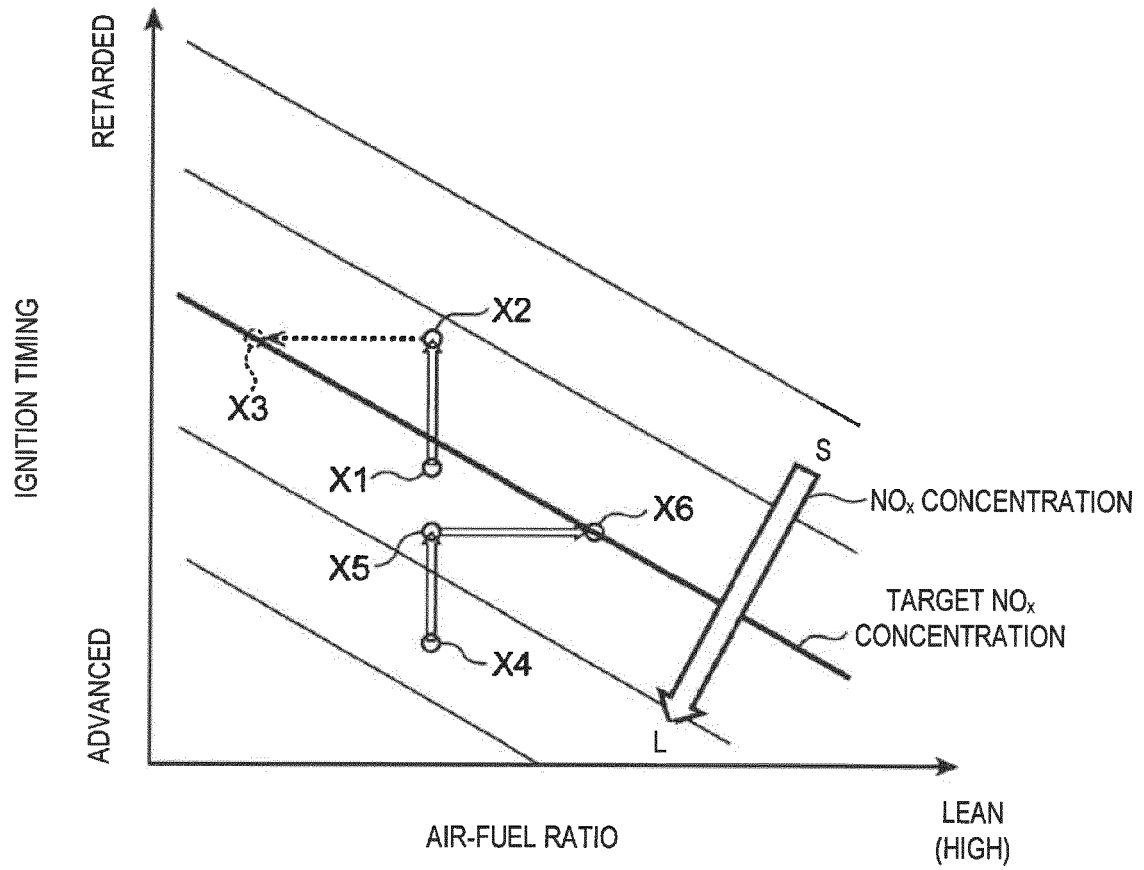 RETARDED
IGNITION TIMING
ADVANCED
X2
X3
X1
X6
X5
X4
S
NOx CONCENTRATION
TARGET NOx
CONCENTRATION
L
AIR-FUEL RATIO
LEAN
(HIGH)